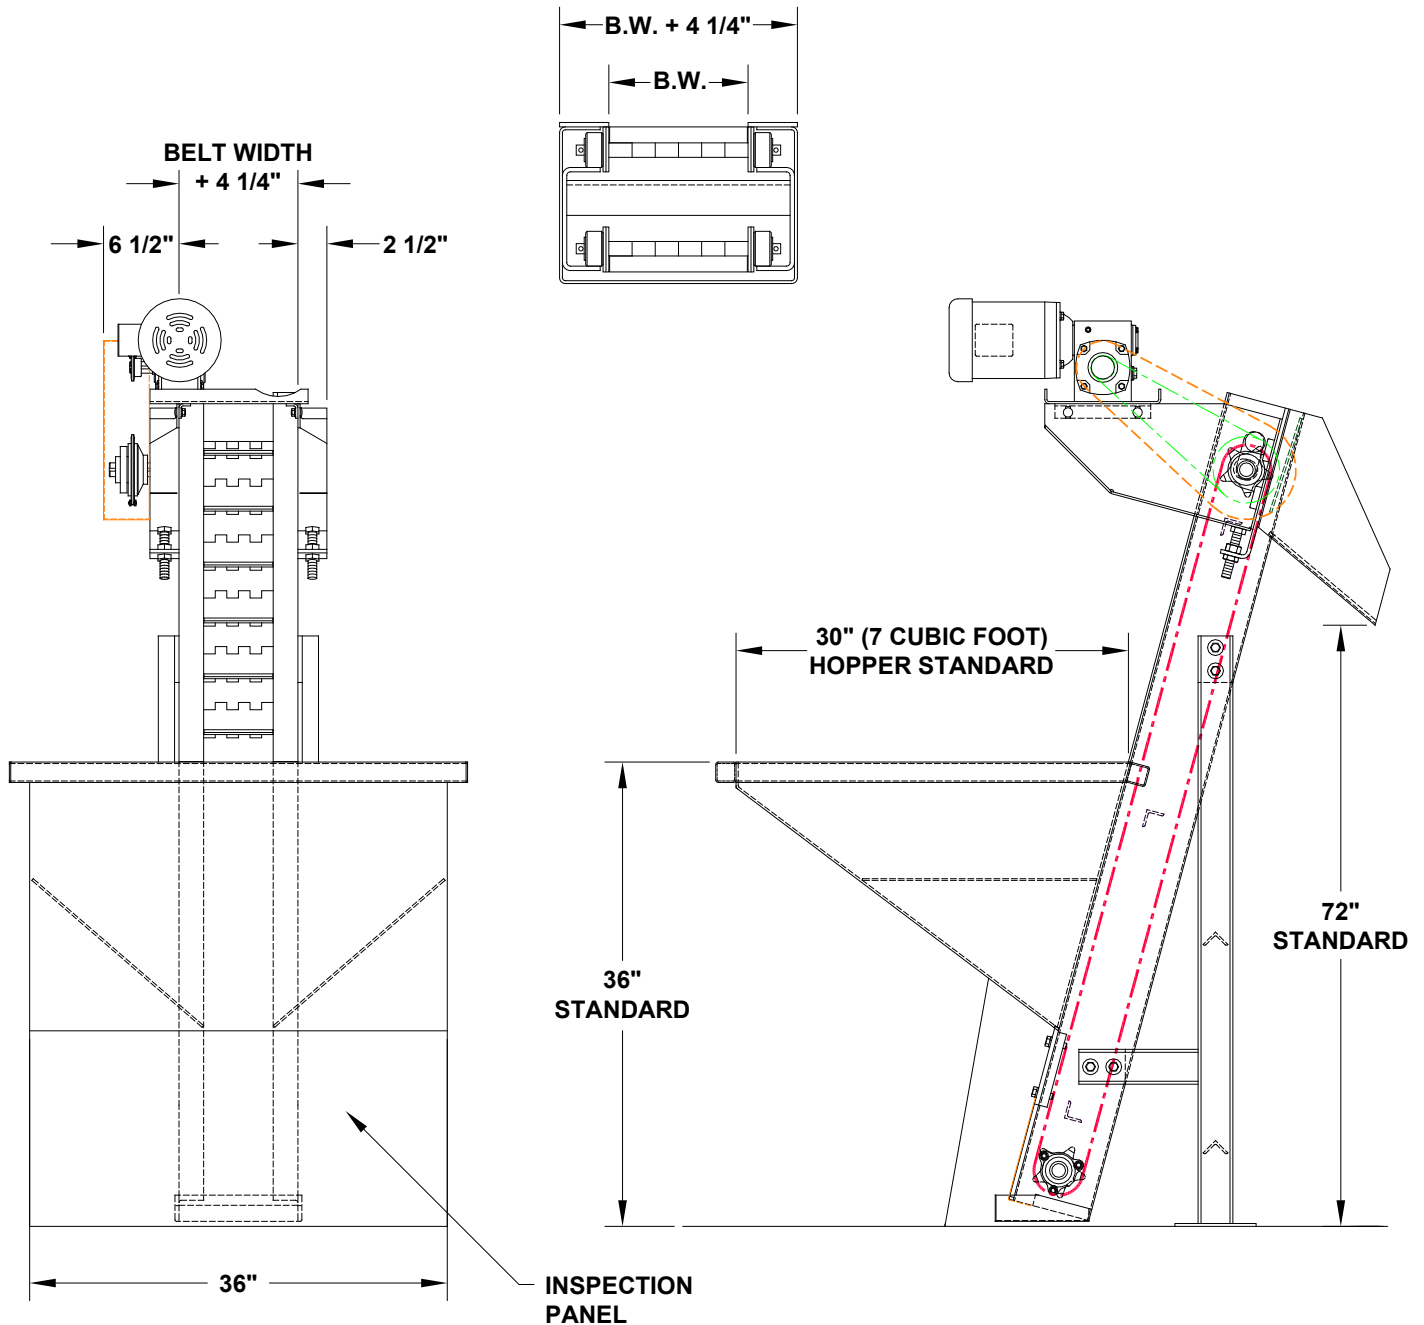 B.W. + 4 1/4"
B.W.
BELT WIDTH
+ 4 1/4"
6 1/2"
2 1/2"
30" (7 CUBIC FOOT)
HOPPER STANDARD
72"
STANDARD
36"
STANDARD
36"
INSPECTION
PANEL